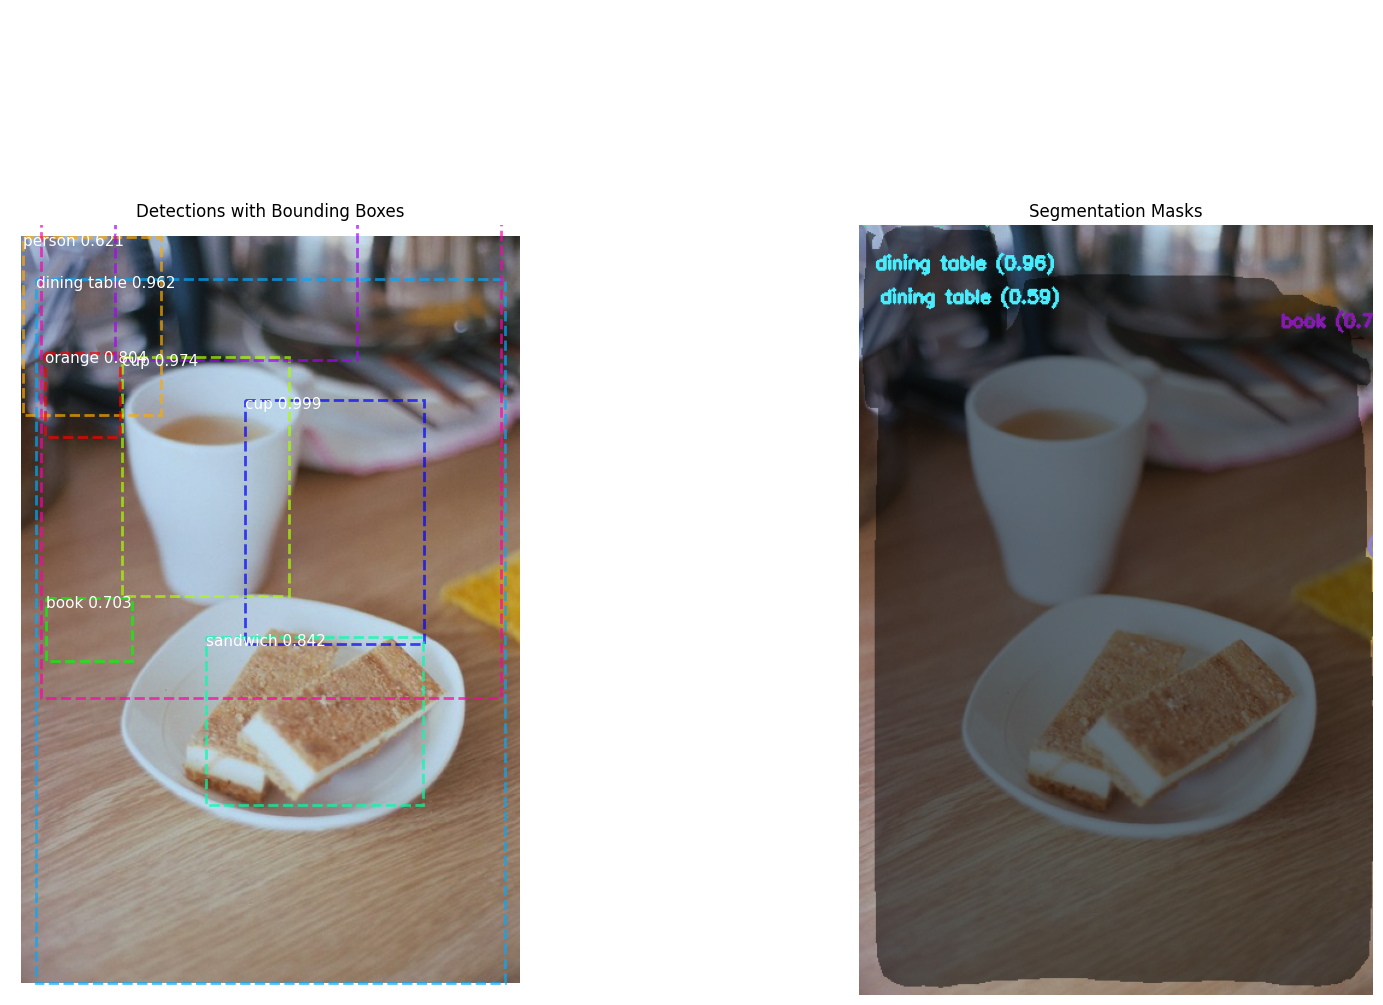 Detections with Bounding Boxes
person 0.621
dining table 0.962
orange 0.804
cup 0.974
cup 0.999
book 0.703
sandwich 0.842
Segmentation Masks
dining table (0.96)
dining table (0.59)
book (0.7